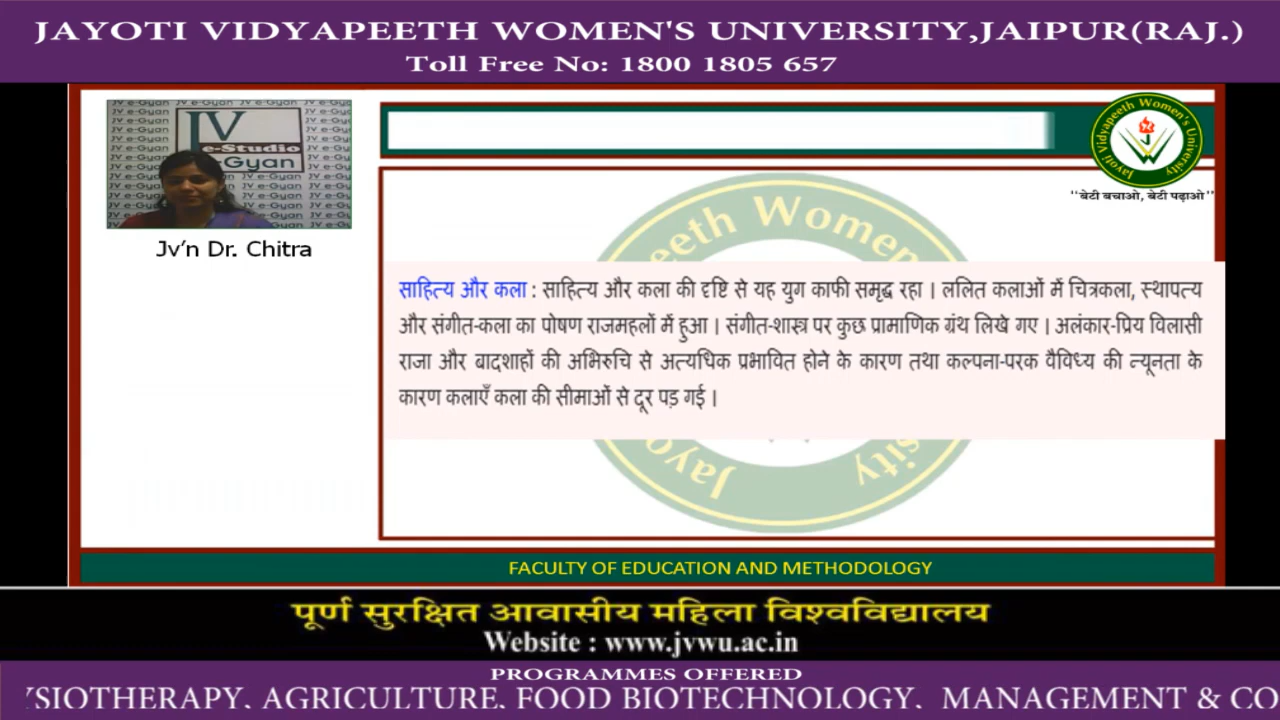 JAYOTI VIDYAPEETH WOMEN'S UNIVERSITY,JAIPUR(RAJ.)
Toll Free No: 1800 1805 657
JV
e-Studio
e-Gyan
Jv'n Dr. Chitra
Jayoti Vidyapeeth Women's University
"बेटी बचाओ, बेटी पढ़ाओ"
साहित्य और कला : साहित्य और कला की दृष्टि से यह युग काफी समृद्ध रहा । ललित कलाओं में चित्रकला, स्थापत्य
और संगीत-कला का पोषण राजमहलों में हुआ । संगीत-शास्त्र पर कुछ प्रामाणिक ग्रंथ लिखे गए । अलंकार-प्रिय विलासी
राजा और बादशाहों की अभिरुचि से अत्यधिक प्रभावित होने के कारण तथा कल्पना-परक वैविध्य की न्यूनता के
कारण कलाएँ कला की सीमाओं से दूर पड़ गई ।
FACULTY OF EDUCATION AND METHODOLOGY
पूर्ण सुरक्षित आवासीय महिला विश्वविद्यालय
Website : www.jvwu.ac.in
PROGRAMMES OFFERED
YSIOTHERAPY, AGRICULTURE, FOOD BIOTECHNOLOGY, MANAGEMENT & CO